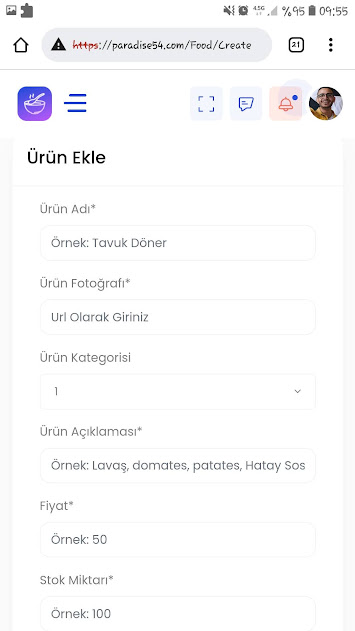 4.5G %95 09:55
https://paradise54.com/Food/Create
21
Ürün Ekle
Ürün Adı*
Örnek: Tavuk Döner
Ürün Fotoğrafı*
Url Olarak Giriniz
Ürün Kategorisi
1
Ürün Açıklaması*
Örnek: Lavaş, domates, patates, Hatay Sos
Fiyat*
Örnek: 50
Stok Miktarı*
Örnek: 100